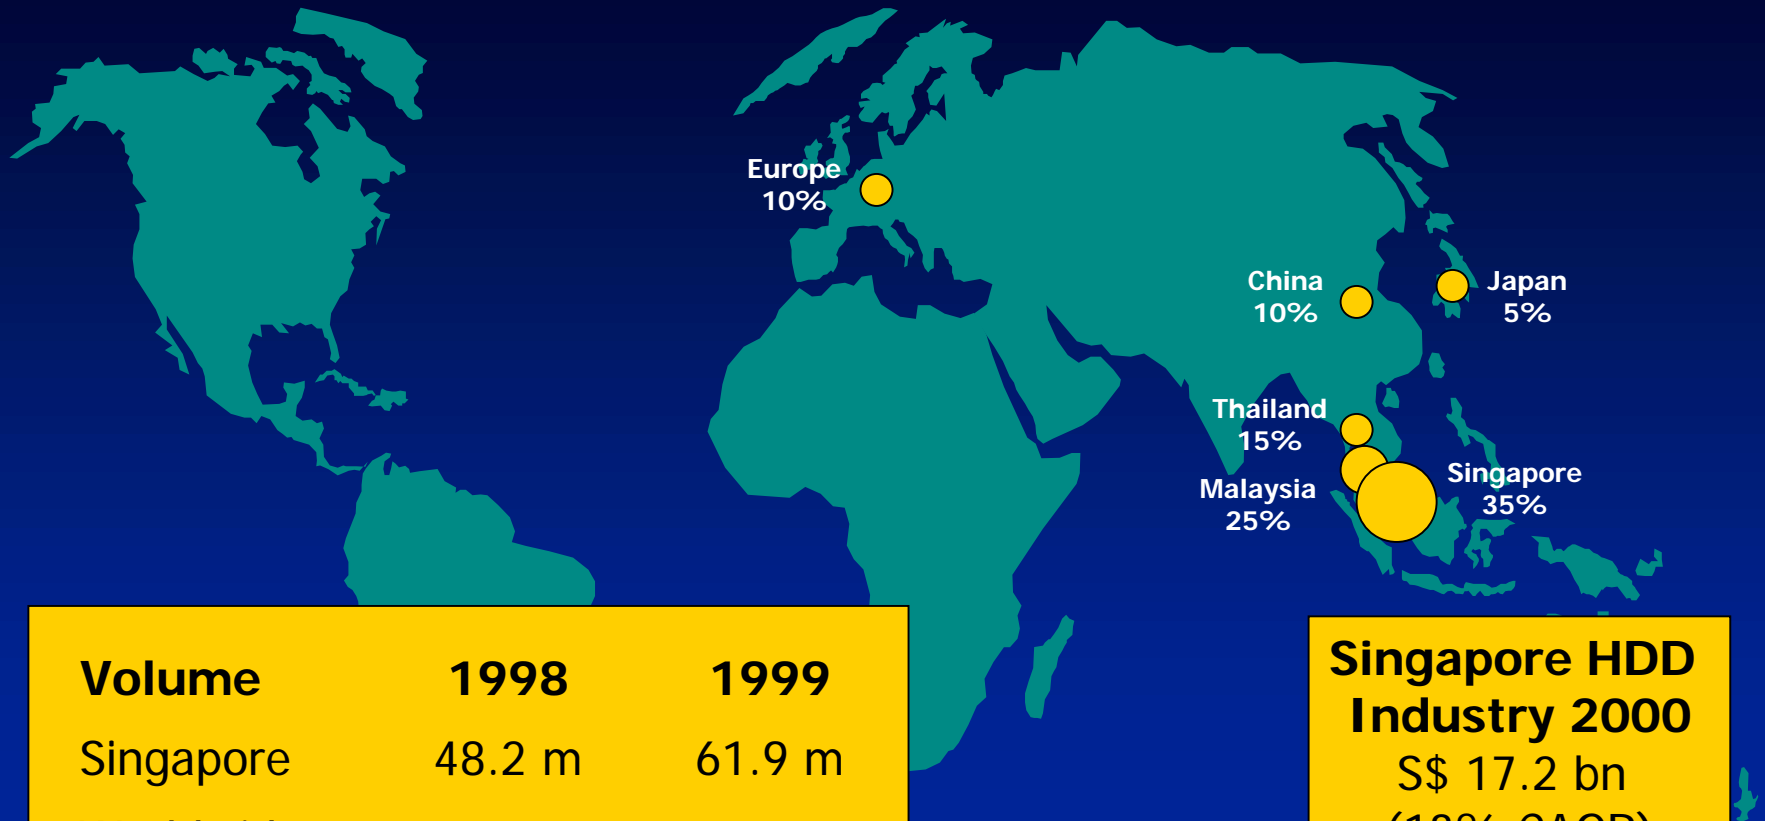 Europe
10%
China
10%
Japan
5%
Thailand
15%
Malaysia
25%
Singapore
35%
Volume 1998 1999
Singapore 48.2 m 61.9 m
Singapore HDD
Industry 2000
S$ 17.2 bn